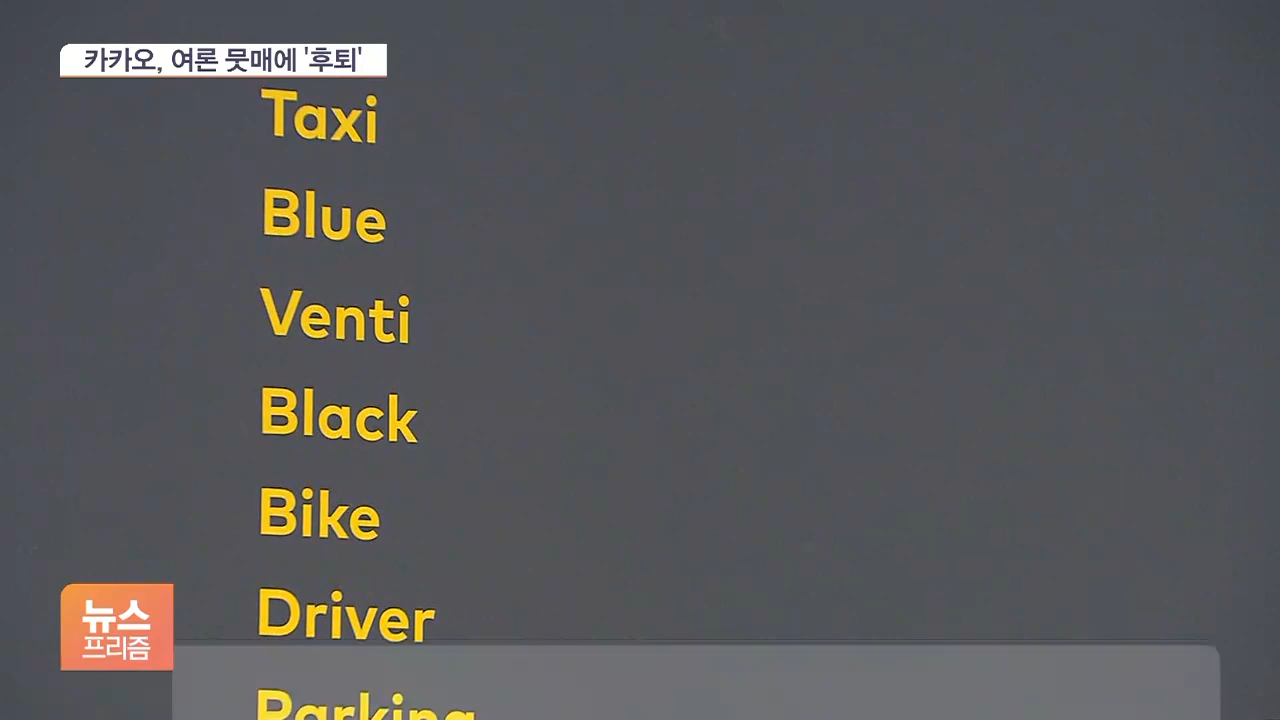 카카오, 여론 뭇매에 '후퇴'
Taxi
Blue
Venti
Black
Bike
Driver
Parking
뉴스
프리즘